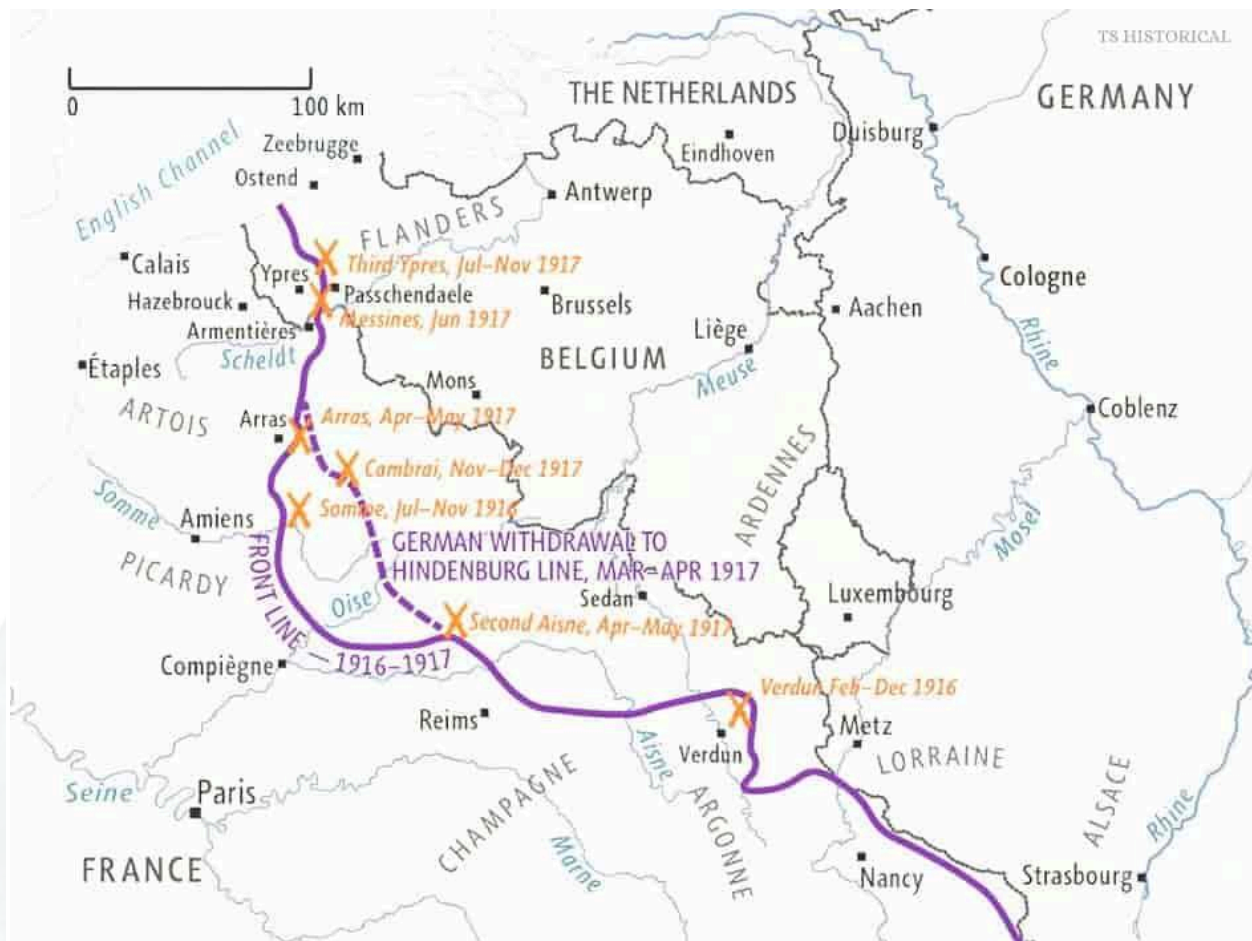 TS HISTORICAL
0
100 km
THE NETHERLANDS
GERMANY
Duisburg
Zeebrugge
Eindhoven
Ostend
Antwerp
English Channel
FLANDERS
Calais
Third Ypres, Jul–Nov 1917
Ypres
Cologne
Hazebrouck
Passchendaele
Brussels
Aachen
Messines, Jun 1917
Armentières
Liège
Rhine
Scheldt
BELGIUM
Étaples
Meuse
Mons
Coblenz
ARTOIS
Arras
Arras, Apr–May 1917
ARDENNES
Cambrai, Nov–Dec 1917
Somme
Somme, Jul–Nov 1916
Amiens
Mosel
GERMAN WITHDRAWAL TO
HINDENBURG LINE, MAR–APR 1917
PICARDY
FRONT LINE — 1916–1917
Oise
Sedan
Luxembourg
Second Aisne, Apr–May 1917
Compiègne
Verdun Feb–Dec 1916
Reims
Metz
Verdun
Aisne
LORRAINE
Seine
Paris
CHAMPAGNE
ARGONNE
ALSACE
Rhine
FRANCE
Marne
Nancy
Strasbourg